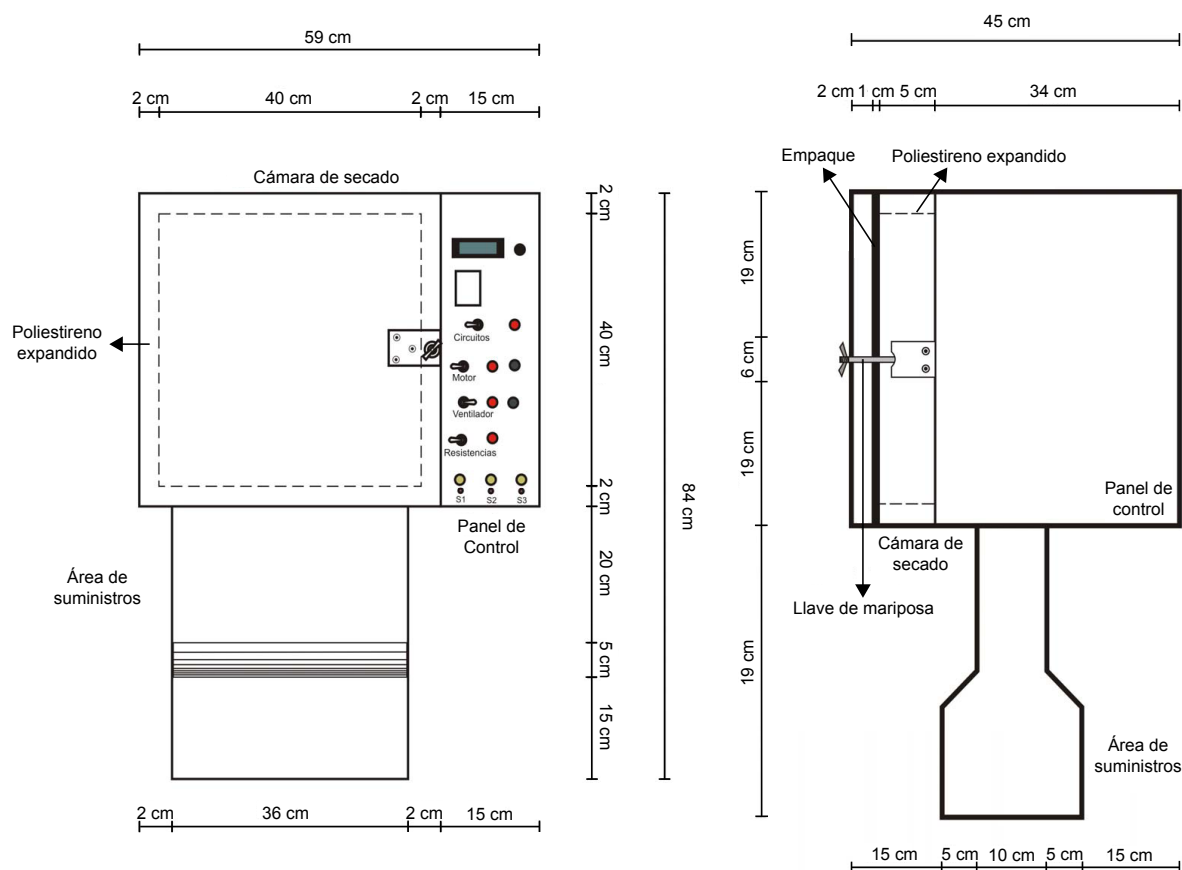 59 cm
2 cm
40 cm
2 cm
15 cm
Cámara de secado
Poliestireno
expandido
Circuitos
Motor
Ventilador
Resistencias
S1
S2
S3
Panel de
Control
Área de
suministros
2 cm
40 cm
2 cm
20 cm
5 cm
15 cm
84 cm
2 cm
36 cm
2 cm
15 cm
45 cm
2 cm
1 cm
5 cm
34 cm
Empaque
Poliestireno expandido
19 cm
6 cm
19 cm
19 cm
Panel de
control
Cámara de
secado
Llave de mariposa
Área de
suministros
15 cm
5 cm
10 cm
5 cm
15 cm